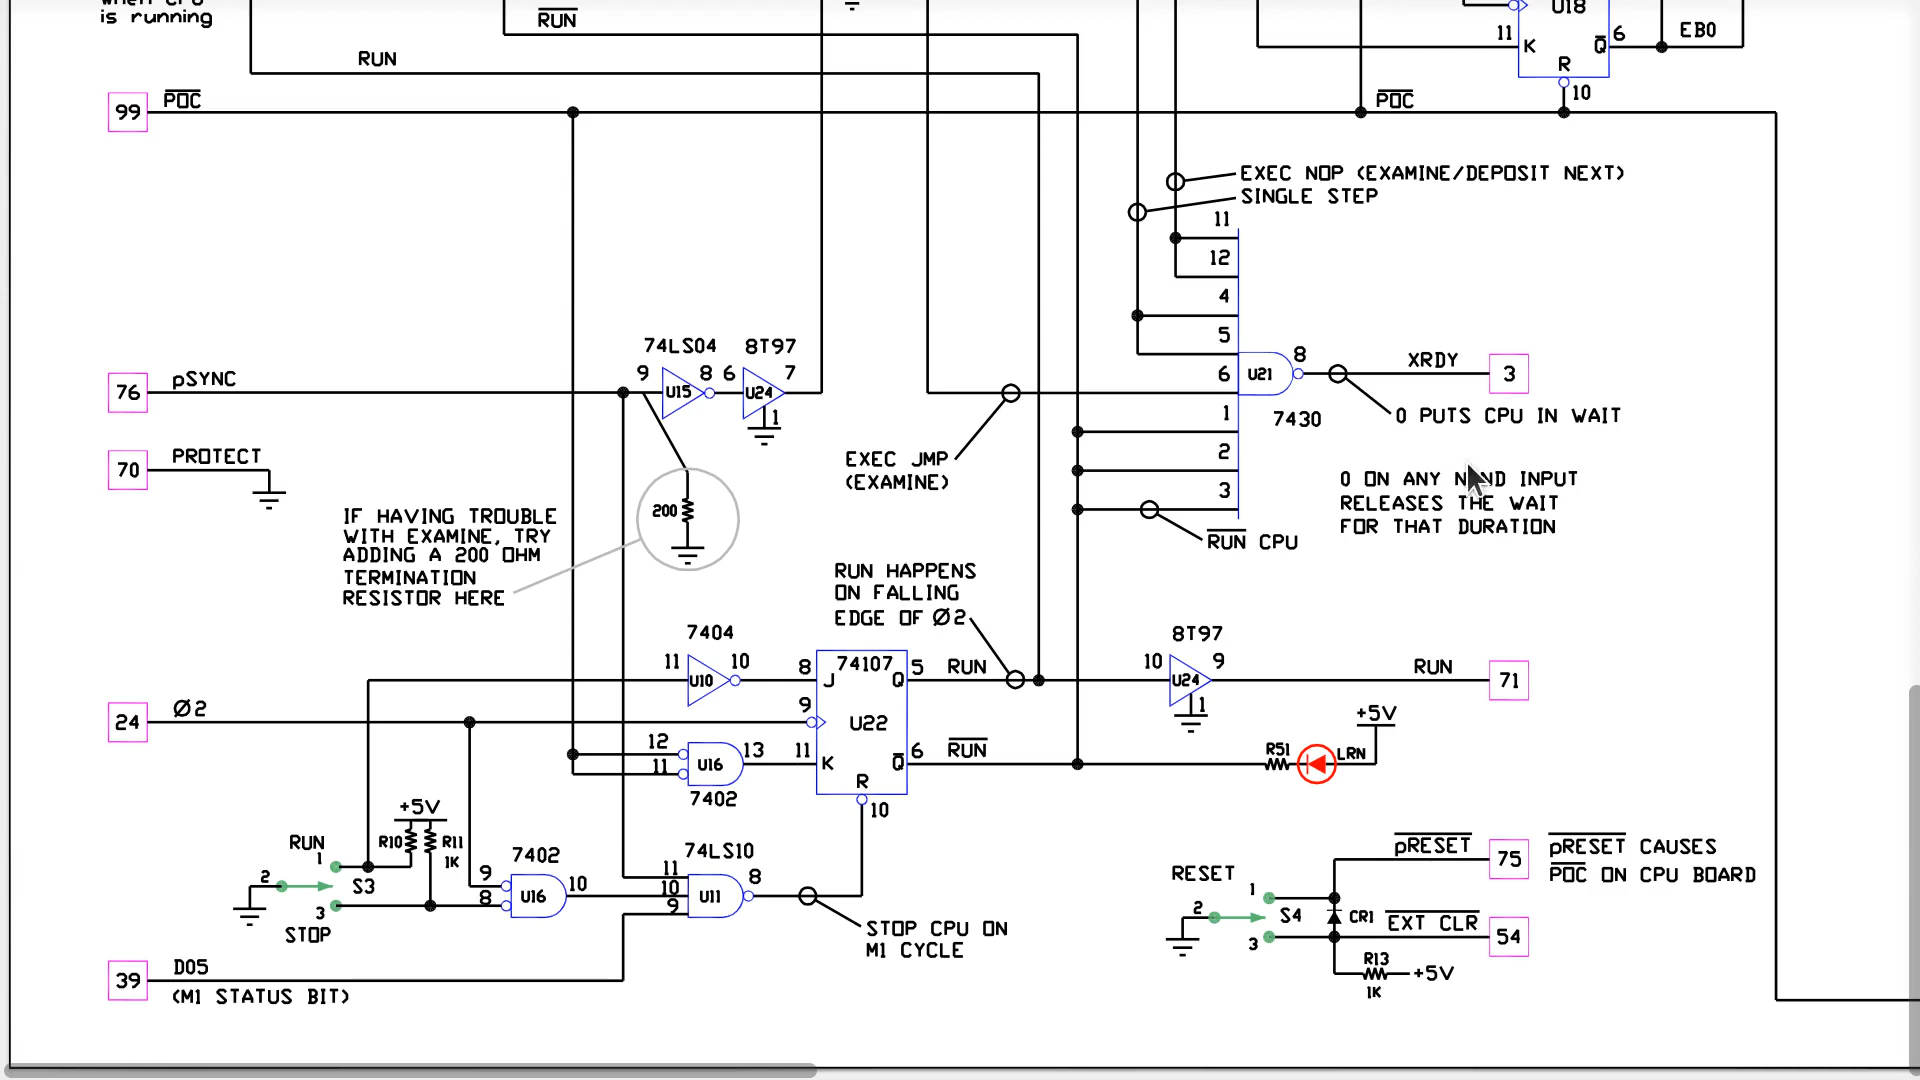 is running
RUN
RUN
U18
11
K
Q
6
EBO
R
10
99
POC
POC
EXEC NOP (EXAMINE/DEPOSIT NEXT)
SINGLE STEP
11
12
4
5
6
1
2
3
U21
8
7430
XRDY
3
0 PUTS CPU IN WAIT
0 ON ANY NAND INPUT
RELEASES THE WAIT
FOR THAT DURATION
RUN CPU
EXEC JMP
(EXAMINE)
76
pSYNC
74LS04
8T97
9
U15
8
6
U24
7
1
70
PROTECT
200
IF HAVING TROUBLE
WITH EXAMINE, TRY
ADDING A 200 OHM
TERMINATION
RESISTOR HERE
RUN HAPPENS
ON FALLING
EDGE OF Ø2
7404
11
U10
10
8
J
74107
Q
5
RUN
8T97
10
U24
9
1
RUN
71
24
Ø2
9
U22
12
11
U16
13
7402
11
K
Q
6
RUN
R
10
R51
LRN
+5V
+5V
R10
R11
1K
RUN
1
2
S3
3
STOP
7402
9
8
U16
10
74LS10
11
10
9
U11
8
STOP CPU ON
M1 CYCLE
39
DO5
(M1 STATUS BIT)
RESET
1
2
S4
3
CR1
pRESET
75
pRESET CAUSES
POC ON CPU BOARD
EXT CLR
54
R13
1K
+5V